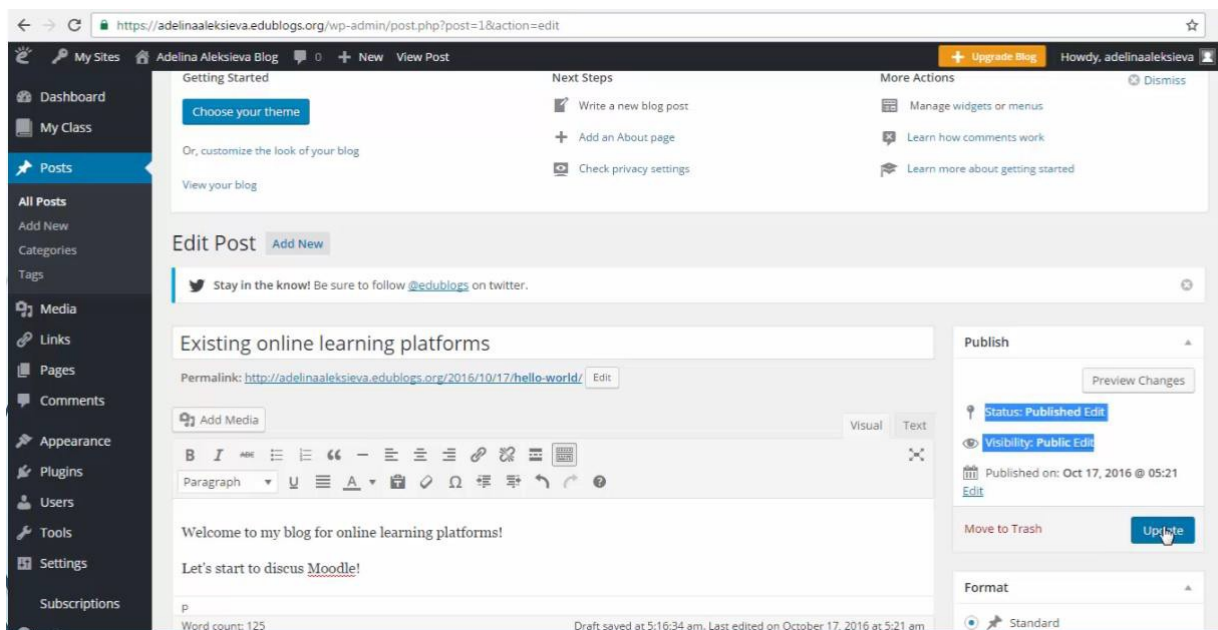 https://adelinaaleksieva.edublogs.org/wp-admin/post.php?post=1&action=edit
My Sites Adelina Aleksieva Blog 0 + New View Post Upgrade Blog Howdy, adelinaaleksieva
Dashboard
My Class
Posts
All Posts
Add New
Categories
Tags
Media
Links
Pages
Comments
Appearance
Plugins
Users
Tools
Settings
Subscriptions
Getting Started
Choose your theme
Or, customize the look of your blog
View your blog
Next Steps
Write a new blog post
Add an About page
Check privacy settings
More Actions
Dismiss
Manage widgets or menus
Learn how comments work
Learn more about getting started
Edit Post Add New
Stay in the know! Be sure to follow @edublogs on twitter.
Existing online learning platforms
Permalink: http://adelinaaleksieva.edublogs.org/2016/10/17/hello-world/ Edit
Add Media
Visual Text
B I ABC
Paragraph U A Ω
Welcome to my blog for online learning platforms!
Let's start to discus Moodle!
P
Word count: 125 Draft saved at 5:16:34 am. Last edited on October 17, 2016 at 5:21 am
Publish
Preview Changes
Status: Published Edit
Visibility: Public Edit
Published on: Oct 17, 2016 @ 05:21
Edit
Move to Trash Update
Format
Standard